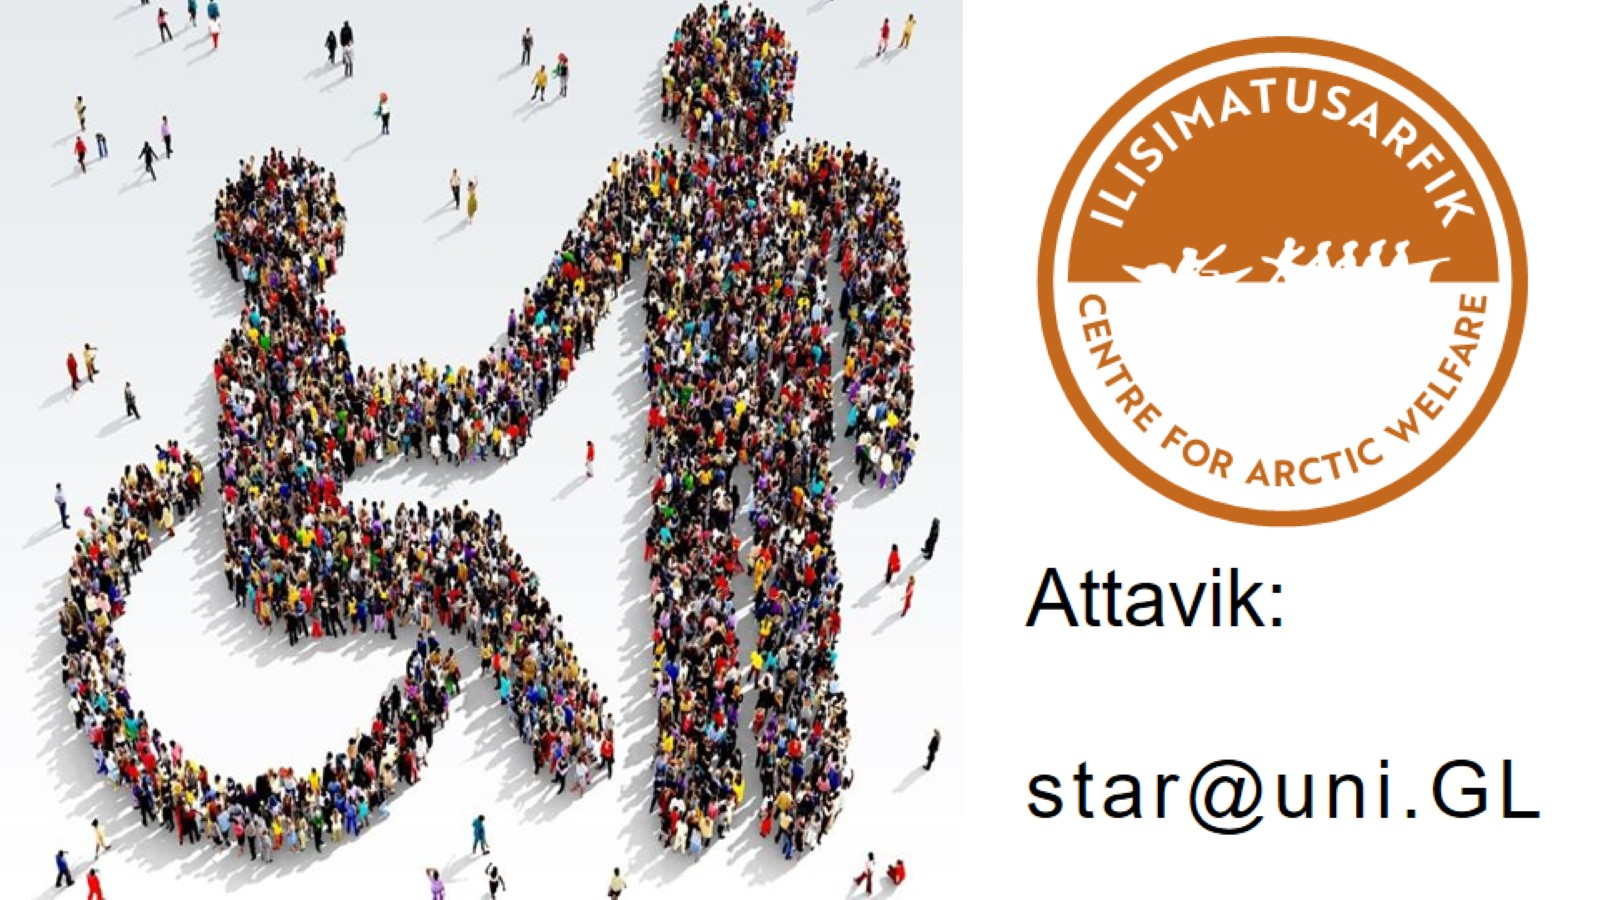 ILISIMATUSARFIK
CENTRE FOR ARCTIC WELFARE
Attavik:
star@uni.GL